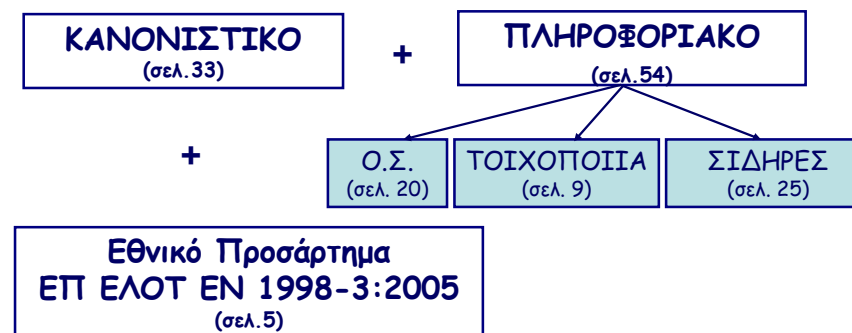 ΚΑΝΟΝΙΣΤΙΚΟ
(σελ.33)
+
ΠΛΗΡΟΦΟΡΙΑΚΟ
(σελ.54)
+
Ο.Σ.
(σελ. 20)
ΤΟΙΧΟΠΟΙΙΑ
(σελ. 9)
ΣΙΔΗΡΕΣ
(σελ. 25)
Εθνικό Προσάρτημα
ΕΠ ΕΛΟΤ ΕΝ 1998-3:2005
(σελ.5)